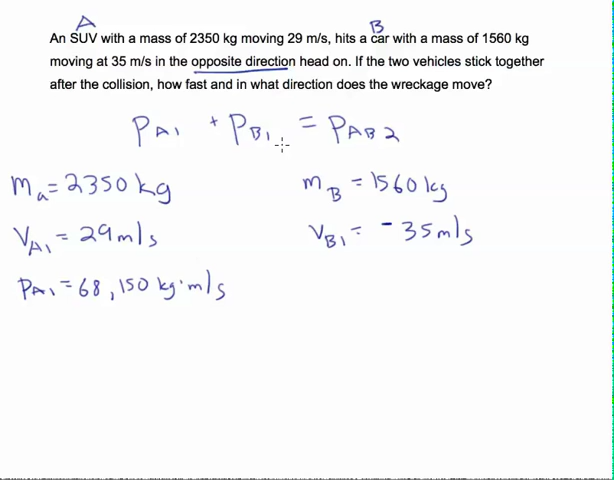 A B
An SUV with a mass of 2350 kg moving 29 m/s, hits a car with a mass of 1560 kg
moving at 35 m/s in the opposite direction head on. If the two vehicles stick together
after the collision, how fast and in what direction does the wreckage move?
PA1 + PB1 = PAB2
ma = 2350 kg mB = 1560 kg
VA1 = 29 m/s VB1 = -35 m/s
PA1 = 68,150 kg·m/s